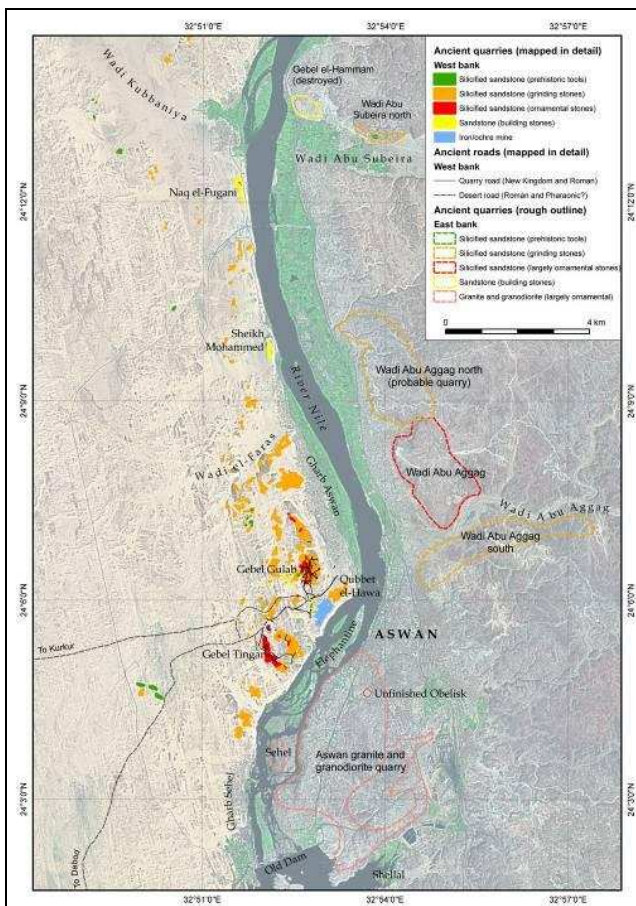 32°51'0"E 32°54'0"E 32°57'0"E
Wadi Kubbaniya
Gebel el-Hammam
(destroyed)
Wadi Abu
Subeira north
Wadi Abu Subeira
Naq el-Fugani
24°12'0"N 24°12'0"N
Ancient quarries (mapped in detail)
West bank
Silicified sandstone (prehistoric tools)
Silicified sandstone (grinding stones)
Silicified sandstone (ornamental stones)
Sandstone (building stones)
Iron/ochre mine
Ancient roads (mapped in detail)
West bank
Quarry road (New Kingdom and Roman)
Desert road (Roman and Pharaonic?)
Ancient quarries (rough outline)
East bank
Silicified sandstone (prehistoric tools)
Silicified sandstone (grinding stones)
Silicified sandstone (largely ornamental stones)
Sandstone (building stones)
Granite and granodiorite (largely ornamental)
0 4 km
Sheikh
Mohammed
River Nile
Wadi Abu Aggag north
(probable quarry)
24°9'0"N 24°9'0"N
Wadi el-Faras
Gharb Aswan
Wadi Abu Aggag
Wadi Abu Aggag
Wadi Abu Aggag
south
Gebel Gulab
Qubbet
el-Hawa
24°6'0"N 24°6'0"N
To Kurkur
Gebel Tingar
Elephantine
ASWAN
Unfinished Obelisk
Sehel
Aswan granite and
granodiorite quarry
24°3'0"N 24°3'0"N
Gharb Sehel
Old Dam
Shellal
To Dabod
32°51'0"E 32°54'0"E 32°57'0"E